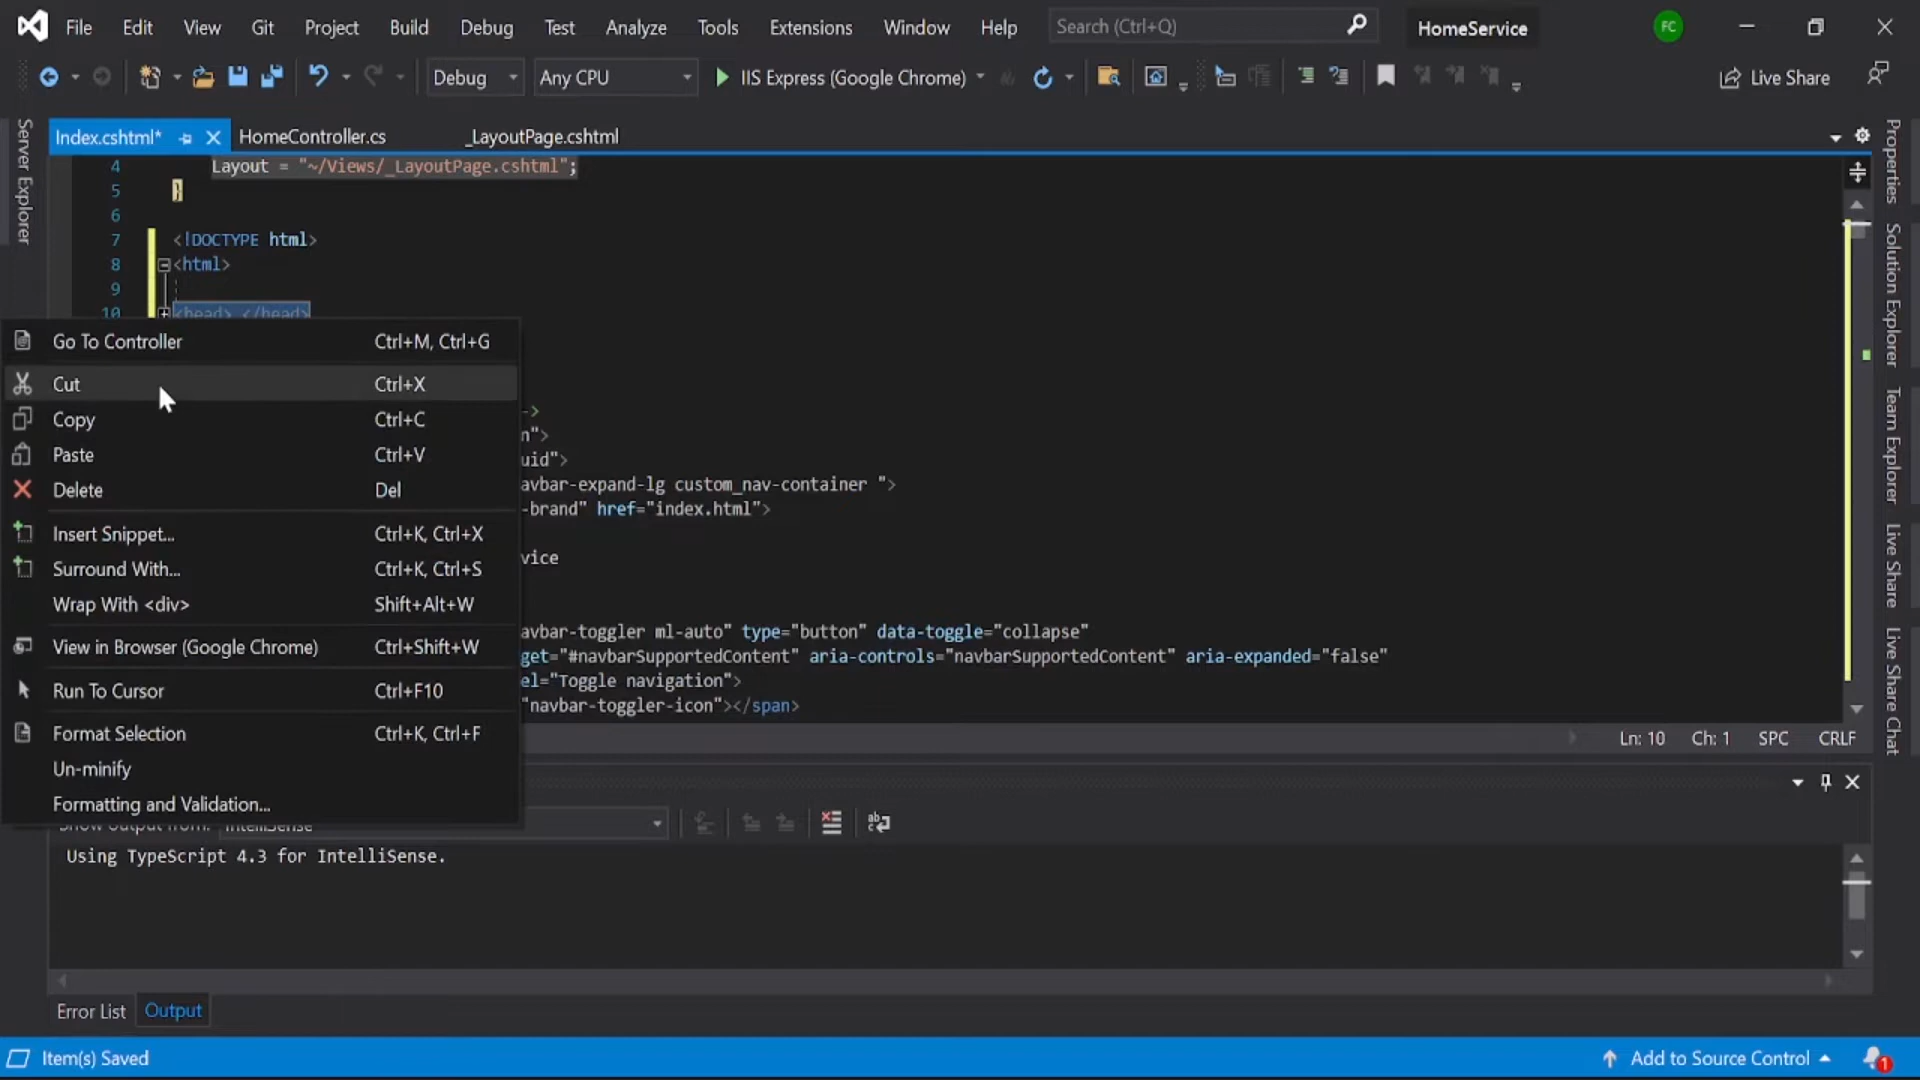 File Edit View Git Project Build Debug Test Analyze Tools Extensions Window Help Search (Ctrl+Q) HomeService FC
Debug Any CPU IIS Express (Google Chrome) Live Share
Index.cshtml* HomeController.cs _LayoutPage.cshtml
Server Explorer
4 Layout = "~/Views/_LayoutPage.cshtml";
5 }
6
7 <!DOCTYPE html>
8 <html>
9
10 <head> </head>
Go To Controller Ctrl+M, Ctrl+G
Cut Ctrl+X
Copy Ctrl+C
Paste Ctrl+V
Delete Del
Insert Snippet... Ctrl+K, Ctrl+X
Surround With... Ctrl+K, Ctrl+S
Wrap With <div> Shift+Alt+W
View in Browser (Google Chrome) Ctrl+Shift+W
Run To Cursor Ctrl+F10
Format Selection Ctrl+K, Ctrl+F
Un-minify
Formatting and Validation...
>
n">
uid">
avbar-expand-lg custom_nav-container ">
-brand" href="index.html">
vice
avbar-toggler ml-auto" type="button" data-toggle="collapse"
get="#navbarSupportedContent" aria-controls="navbarSupportedContent" aria-expanded="false"
el="Toggle navigation">
"navbar-toggler-icon"></span>
Ln: 10 Ch: 1 SPC CRLF
Properties
Solution Explorer
Team Explorer
Live Share
Live Share Chat
Show output from: IntelliSense
Using TypeScript 4.3 for IntelliSense.
Error List Output
Item(s) Saved Add to Source Control 1